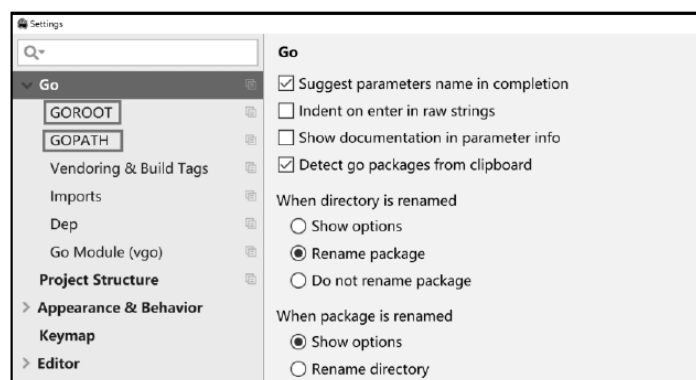 Settings
Go
GOROOT
GOPATH
Vendoring & Build Tags
Imports
Dep
Go Module (vgo)
Project Structure
Appearance & Behavior
Keymap
Editor
Go
Suggest parameters name in completion
Indent on enter in raw strings
Show documentation in parameter info
Detect go packages from clipboard
When directory is renamed
Show options
Rename package
Do not rename package
When package is renamed
Show options
Rename directory